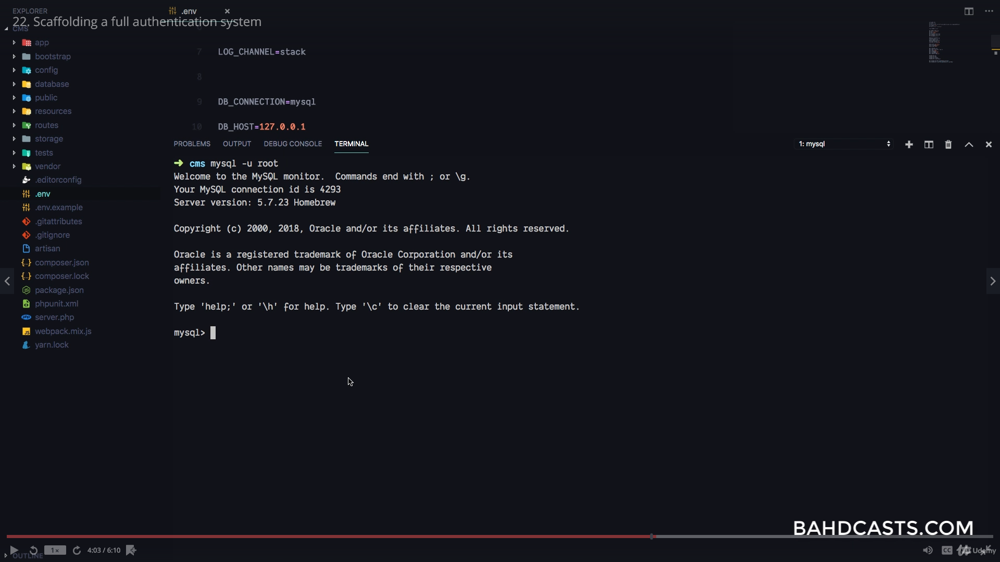 EXPLORER
.env
22. Scaffolding a full authentication system
CMS
app
bootstrap
config
database
public
resources
routes
storage
tests
vendor
.editorconfig
.env
.env.example
.gitattributes
.gitignore
artisan
composer.json
composer.lock
package.json
phpunit.xml
server.php
webpack.mix.js
yarn.lock
7 LOG_CHANNEL=stack
8
9 DB_CONNECTION=mysql
10 DB_HOST=127.0.0.1
PROBLEMS OUTPUT DEBUG CONSOLE TERMINAL 1: mysql
➜ cms mysql -u root
Welcome to the MySQL monitor.  Commands end with ; or \g.
Your MySQL connection id is 4293
Server version: 5.7.23 Homebrew
Copyright (c) 2000, 2018, Oracle and/or its affiliates. All rights reserved.
Oracle is a registered trademark of Oracle Corporation and/or its
affiliates. Other names may be trademarks of their respective
owners.
Type 'help;' or '\h' for help. Type '\c' to clear the current input statement.
mysql>
BAHDCASTS.COM
1x 4:03 / 6:10
CC Udemy
OUTLINE